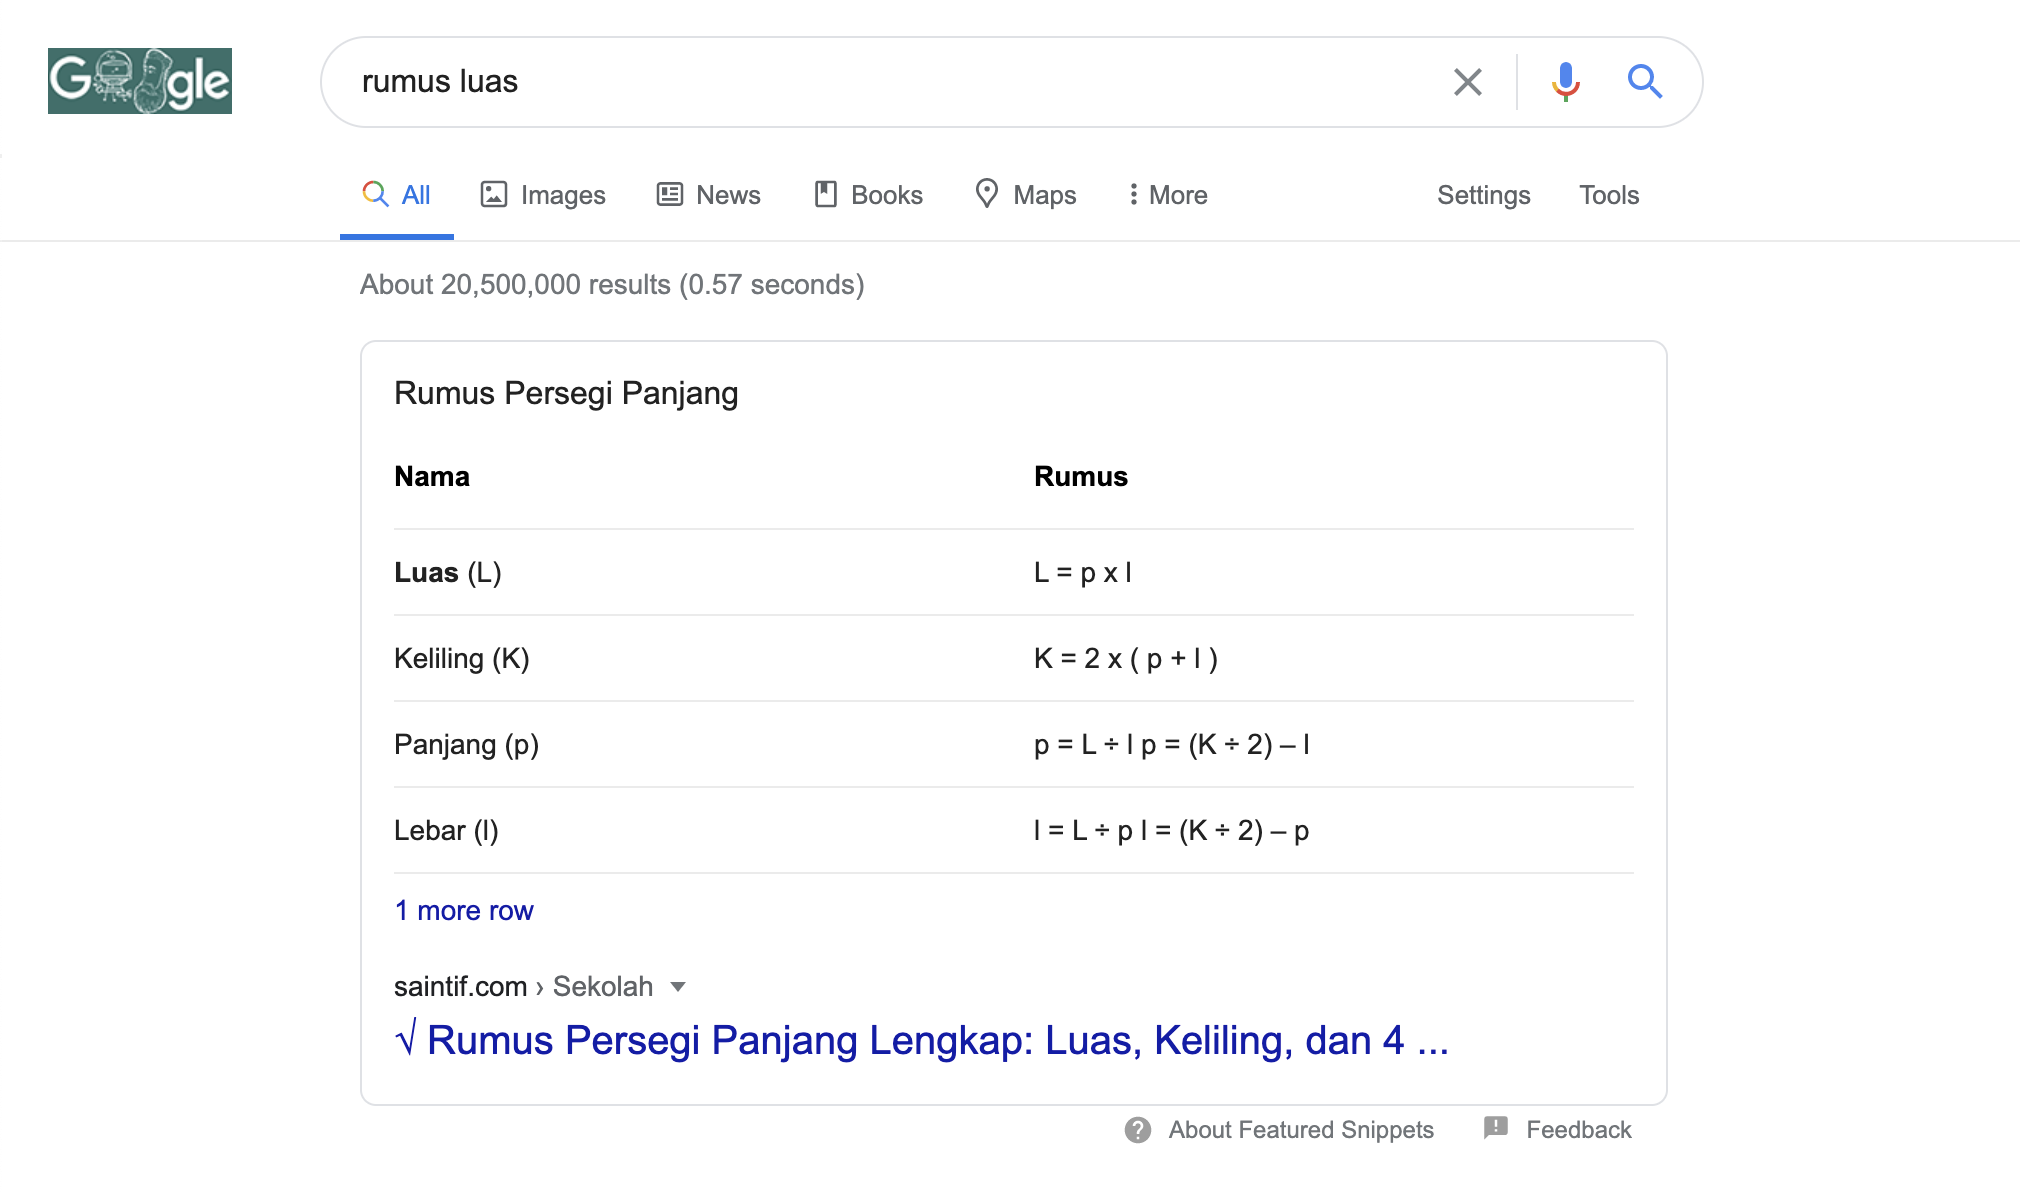 Google
rumus luas
All Images News Books Maps More Settings Tools
About 20,500,000 results (0.57 seconds)
Rumus Persegi Panjang
Nama Rumus
Luas (L) L = p x l
Keliling (K) K = 2 x ( p + l )
Panjang (p) p = L ÷ l p = (K ÷ 2) – l
Lebar (l) l = L ÷ p l = (K ÷ 2) – p
1 more row
saintif.com › Sekolah
√ Rumus Persegi Panjang Lengkap: Luas, Keliling, dan 4 ...
About Featured Snippets Feedback